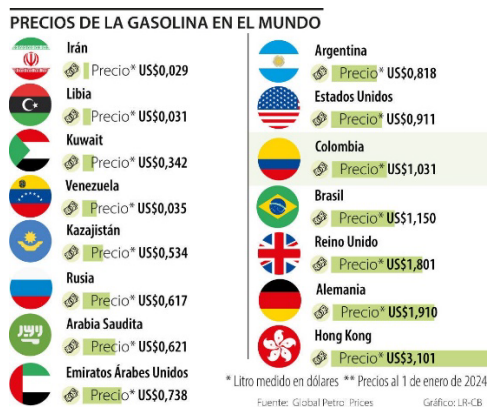 PRECIOS DE LA GASOLINA EN EL MUNDO
Irán
Precio* US$0,029
Libia
Precio* US$0,031
Kuwait
Precio* US$0,342
Venezuela
Precio* US$0,035
Kazajistán
Precio* US$0,534
Rusia
Precio* US$0,617
Arabia Saudita
Precio* US$0,621
Emiratos Árabes Unidos
Precio* US$0,738
Argentina
Precio* US$0,818
Estados Unidos
Precio* US$0,911
Colombia
Precio* US$1,031
Brasil
Precio* US$1,150
Reino Unido
Precio* US$1,801
Alemania
Precio* US$1,910
Hong Kong
Precio* US$3,101
* Litro medido en dólares ** Precios al 1 de enero de 2024
Fuente: Global Petro Prices Gráfico: LR-CB